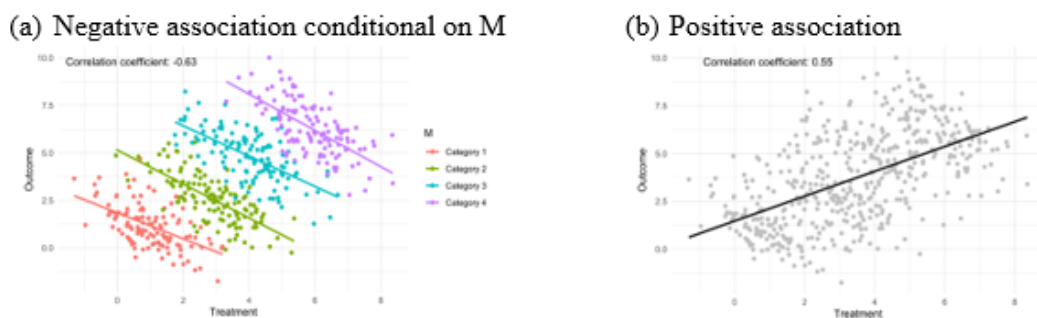 (a) Negative association conditional on M
Correlation coefficient: -0.63
10.0
7.5
5.0
2.5
0.0
Outcome
0
2
4
6
8
Treatment
M
Category 1
Category 2
Category 3
Category 4
(b) Positive association
Correlation coefficient: 0.55
10.0
7.5
5.0
2.5
0.0
Outcome
0
2
4
6
8
Treatment